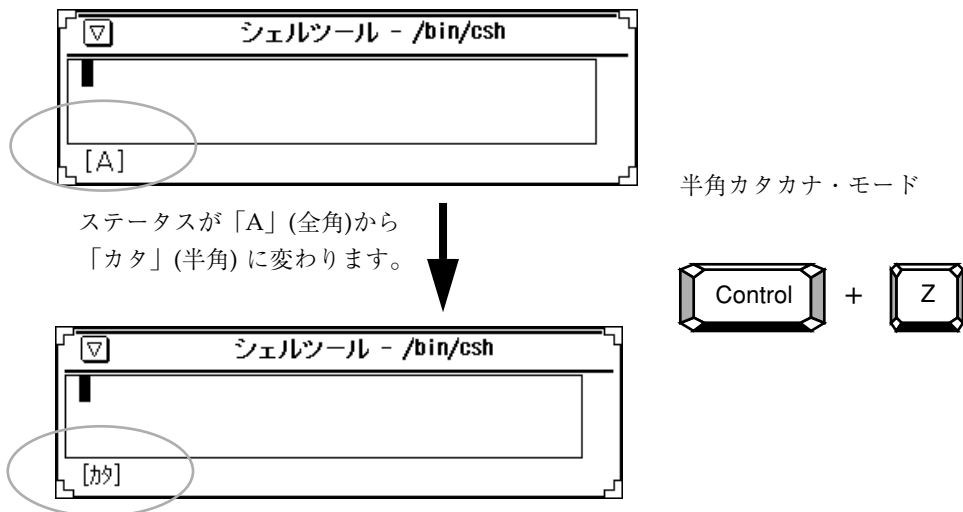 シェルツール - /bin/csh
[Ａ]
半角カタカナ・モード
ステータスが「A」(全角)から
「カタ」(半角) に変わります。
Control + Z
シェルツール - /bin/csh
[ｶﾀ]